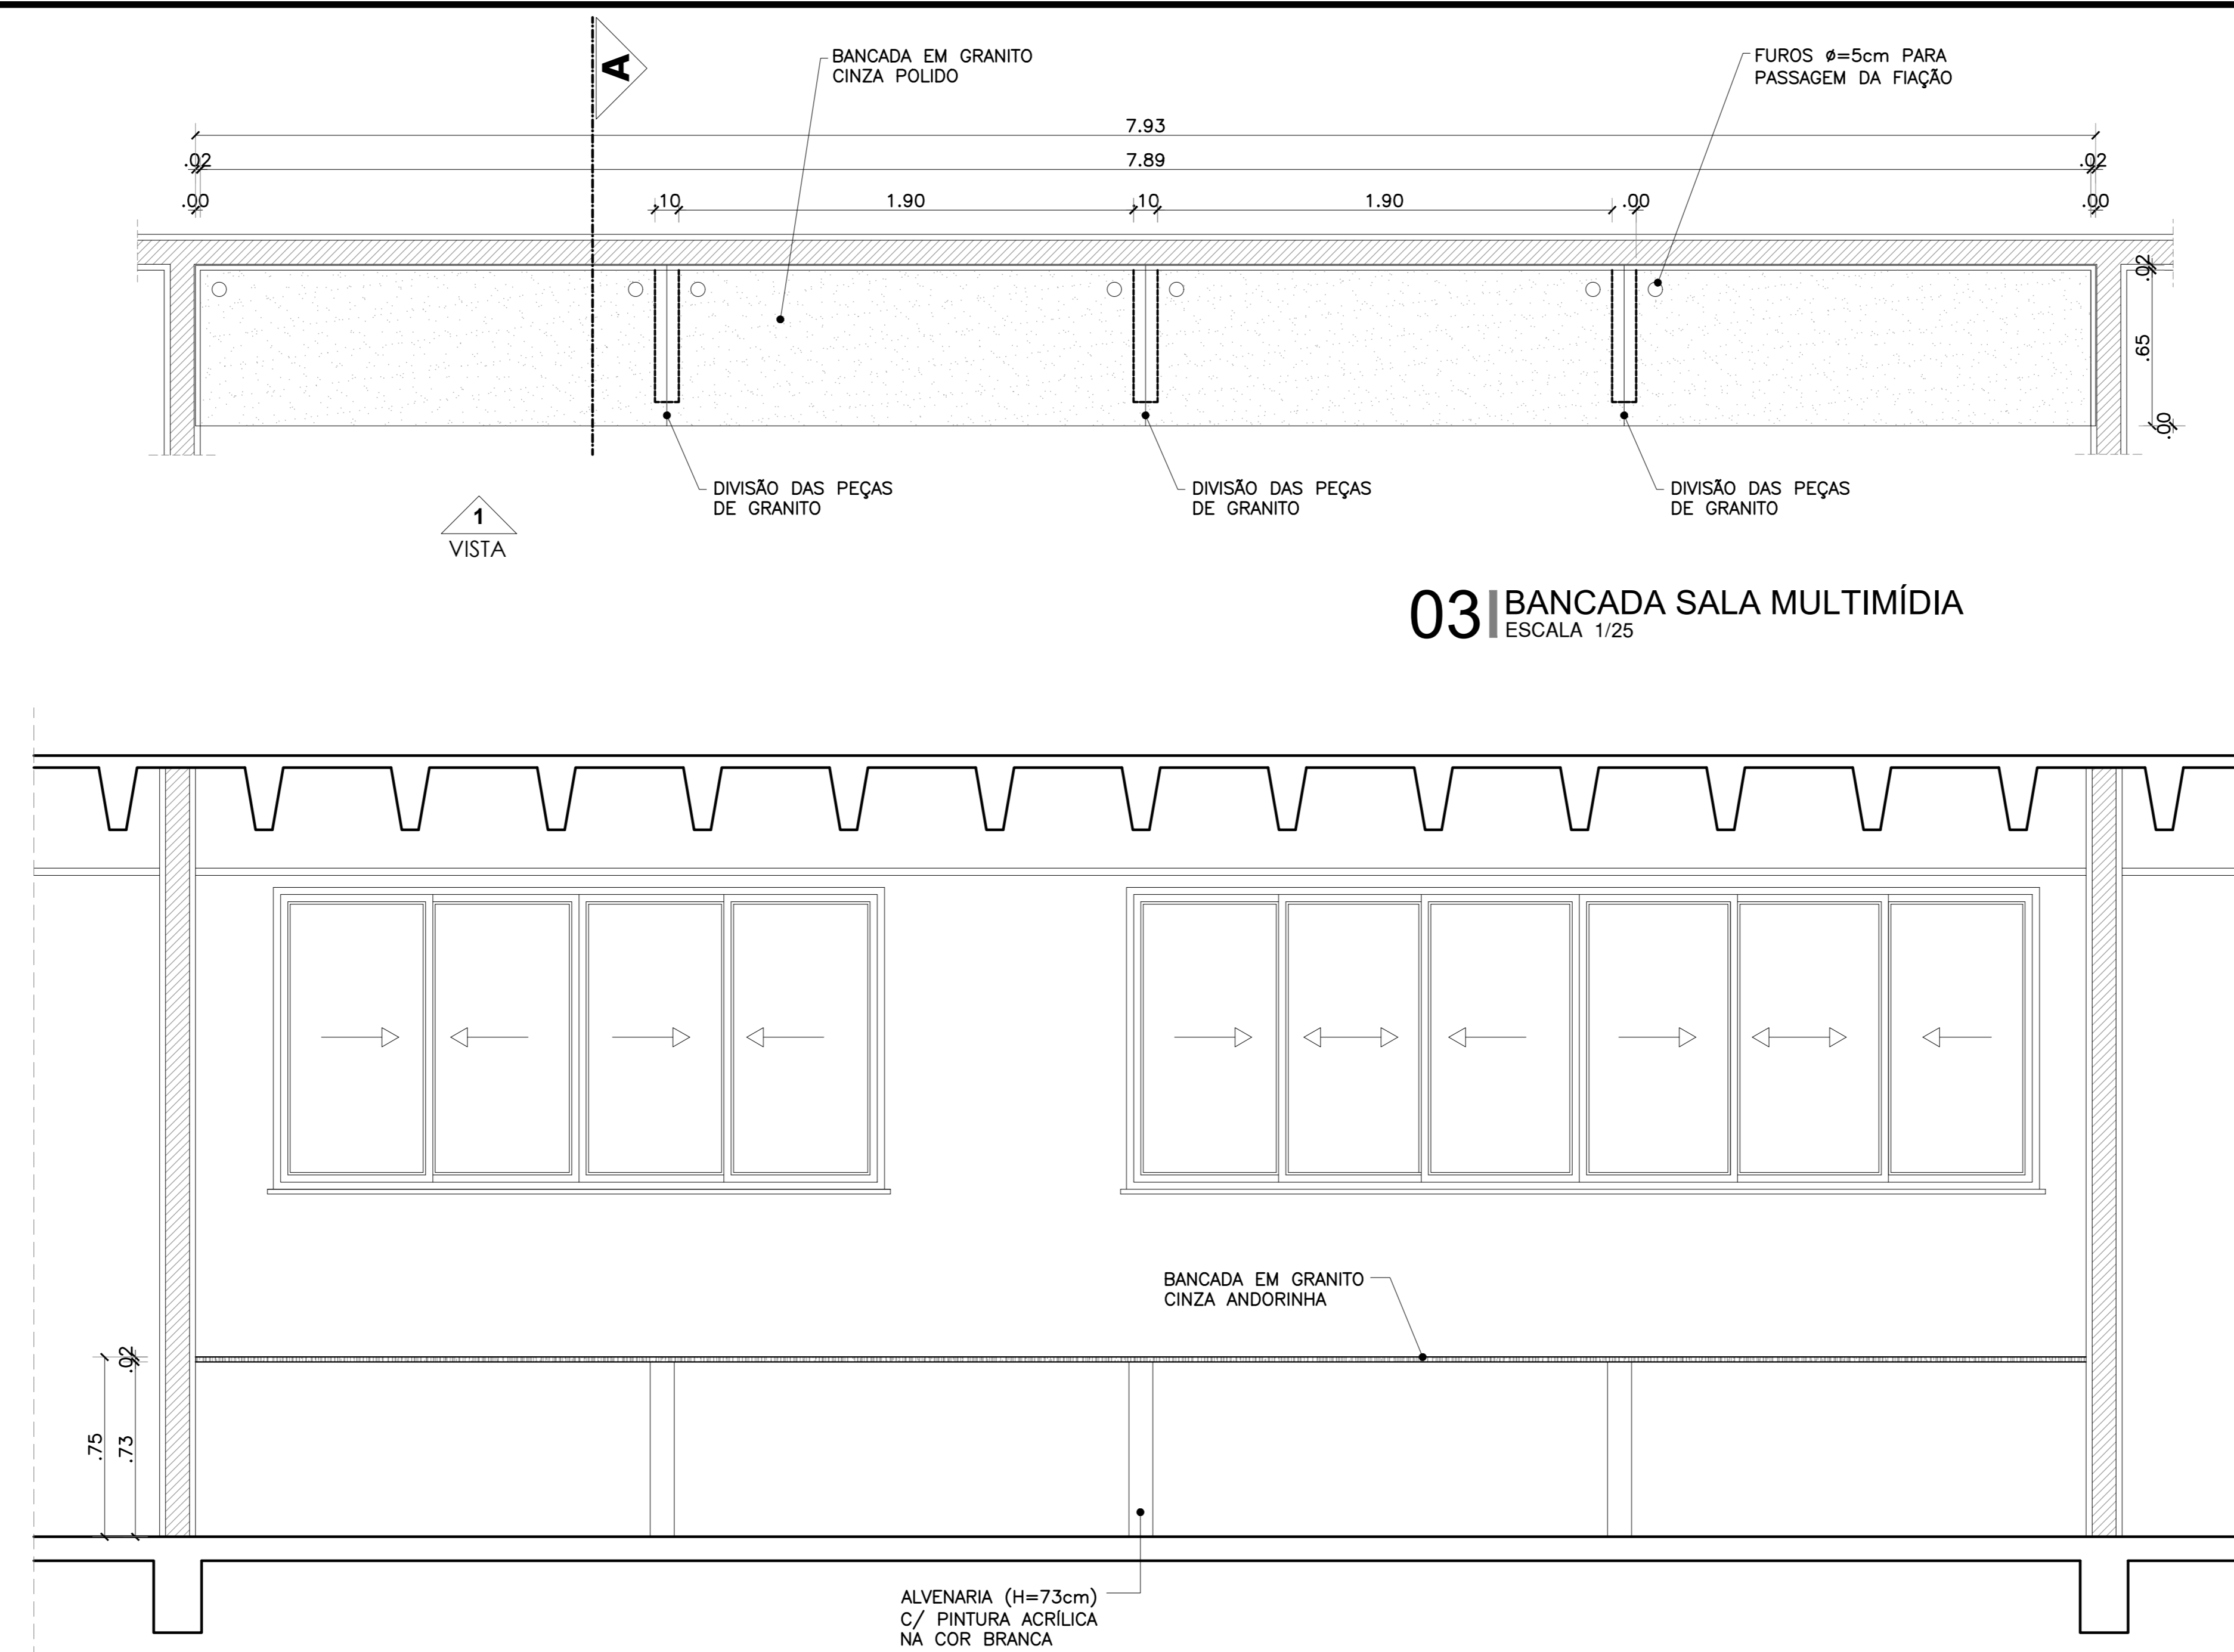 A
BANCADA EM GRANITO
CINZA POLIDO
FUROS ø=5cm PARA
PASSAGEM DA FIAÇÃO
7.93
.02
7.89
.02
.00
.10
1.90
.10
1.90
.00
.00
.02
.65
.00
DIVISÃO DAS PEÇAS
DE GRANITO
DIVISÃO DAS PEÇAS
DE GRANITO
DIVISÃO DAS PEÇAS
DE GRANITO
1
VISTA
03
BANCADA SALA MULTIMÍDIA
ESCALA 1/25
BANCADA EM GRANITO
CINZA ANDORINHA
.02
.75
.73
ALVENARIA (H=73cm)
C/ PINTURA ACRÍLICA
NA COR BRANCA